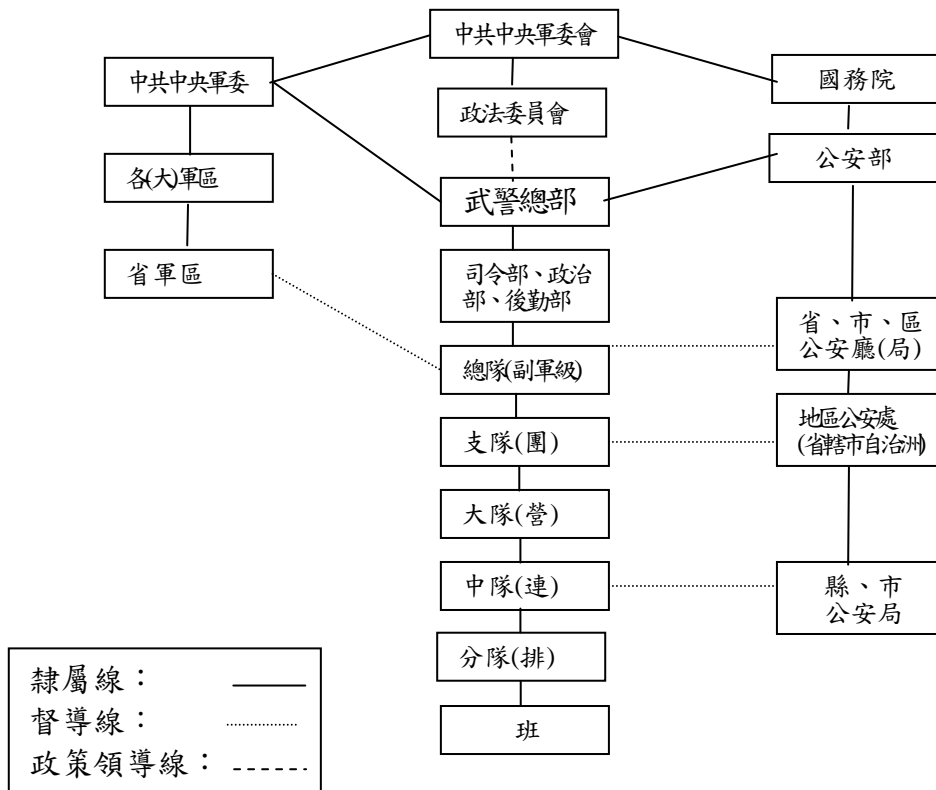 中共中央軍委會
中共中央軍委
國務院
政法委員會
公安部
各(大)軍區
武警總部
省軍區
司令部、政治
部、後勤部
省、市、區
公安廳(局)
總隊(副軍級)
地區公安處
(省轄市自治洲)
支隊(團)
大隊(營)
中隊(連)
縣、市
公安局
分隊(排)
班
隸屬線：
督導線：
政策領導線：